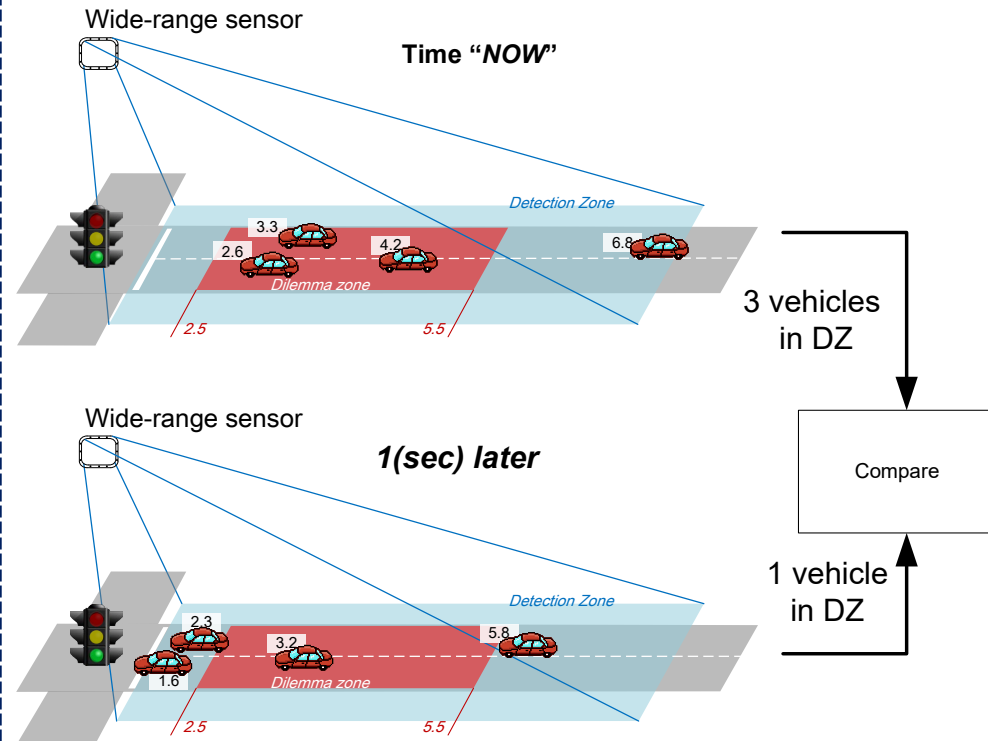 Wide-range sensor
Time “NOW”
Detection Zone
3.3
2.6
4.2
6.8
Dilemma zone
2.5
5.5
3 vehicles
in DZ
Wide-range sensor
1(sec) later
Compare
1 vehicle
in DZ
Detection Zone
2.3
3.2
5.8
1.6
Dilemma zone
2.5
5.5